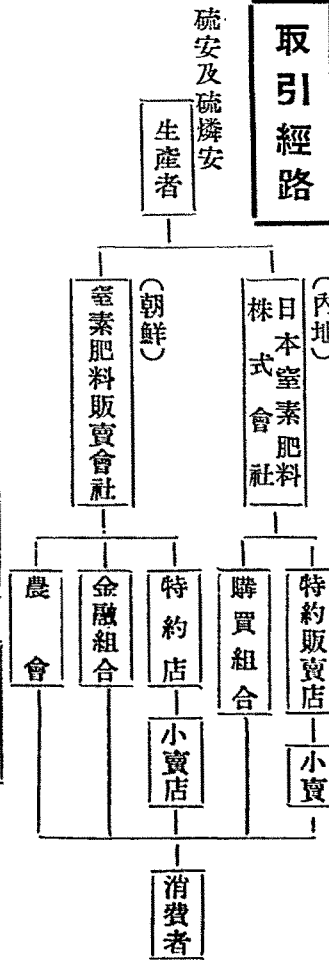 取引經路
硫安及硫燐安
生產者
(內地)
日本窒素肥料
株式會社
特約販賣店
小賣
購買組合
(朝鮮)
窒素肥料販賣會社
特約店
小賣店
金融組合
農會
消費者